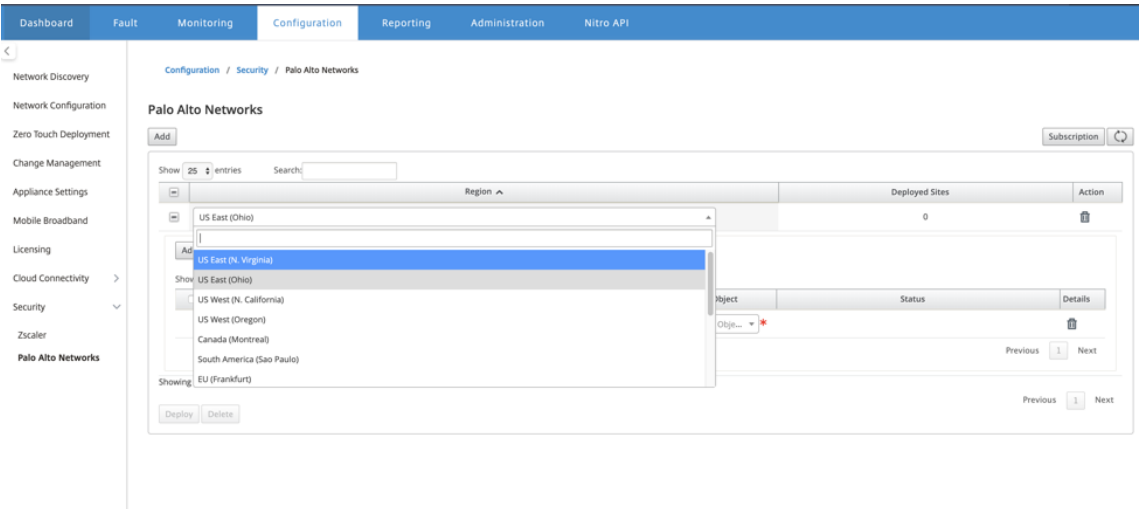 Dashboard Fault Monitoring Configuration Reporting Administration Nitro API
Network Discovery
Network Configuration
Zero Touch Deployment
Change Management
Appliance Settings
Mobile Broadband
Licensing
Cloud Connectivity
Security
Zscaler
Palo Alto Networks
Configuration / Security / Palo Alto Networks
Palo Alto Networks
Add Subscription
Show 25 entries Search:
Region Deployed Sites Action
US East (Ohio) 0
US East (N. Virginia)
US East (Ohio)
US West (N. California)
US West (Oregon)
Canada (Montreal)
South America (Sao Paulo)
EU (Frankfurt)
Ad
Show
Object Status Details
Obje... *
Previous 1 Next
Showing
Previous 1 Next
Deploy Delete